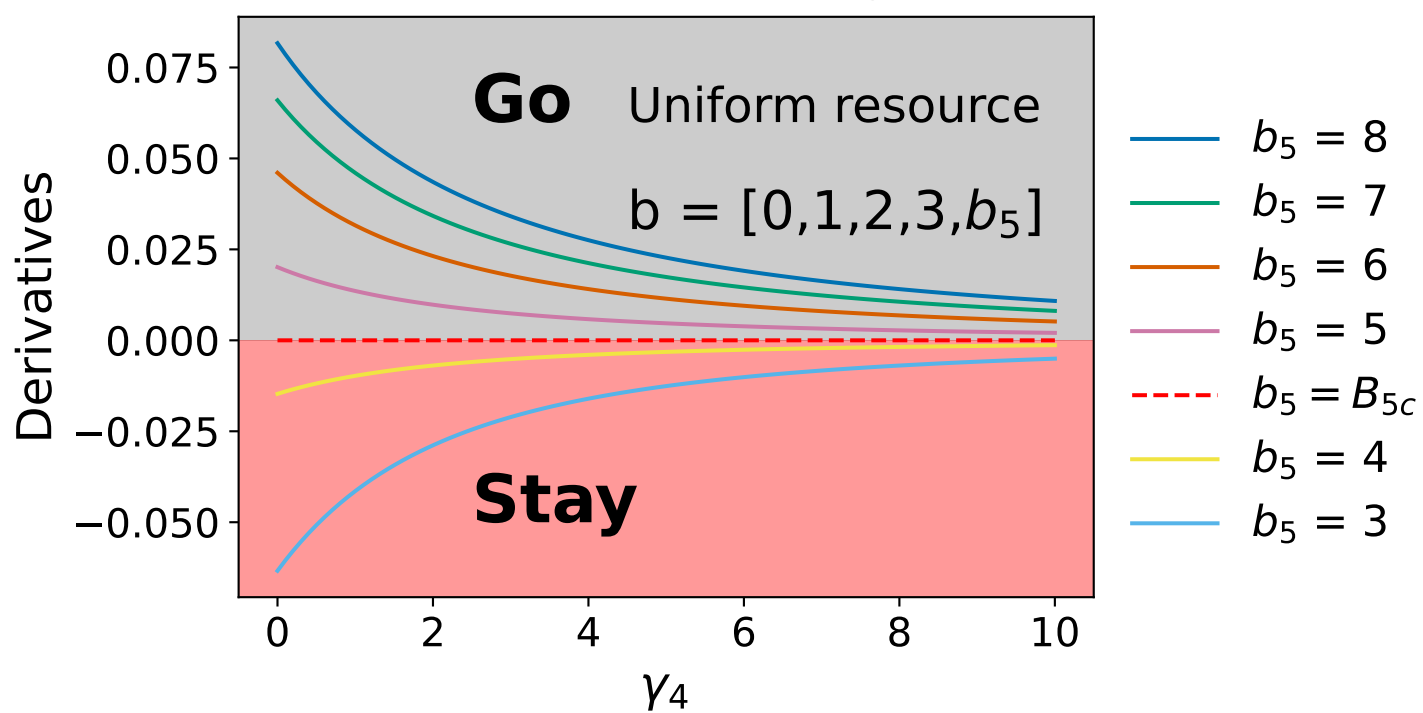 0.075
0.050
0.025
0.000
−0.025
−0.050
Derivatives
Go
Uniform resource
b = [0,1,2,3,b₅]
Stay
0 2 4 6 8 10
γ₄
b₅ = 8
b₅ = 7
b₅ = 6
b₅ = 5
b₅ = B₅c
b₅ = 4
b₅ = 3